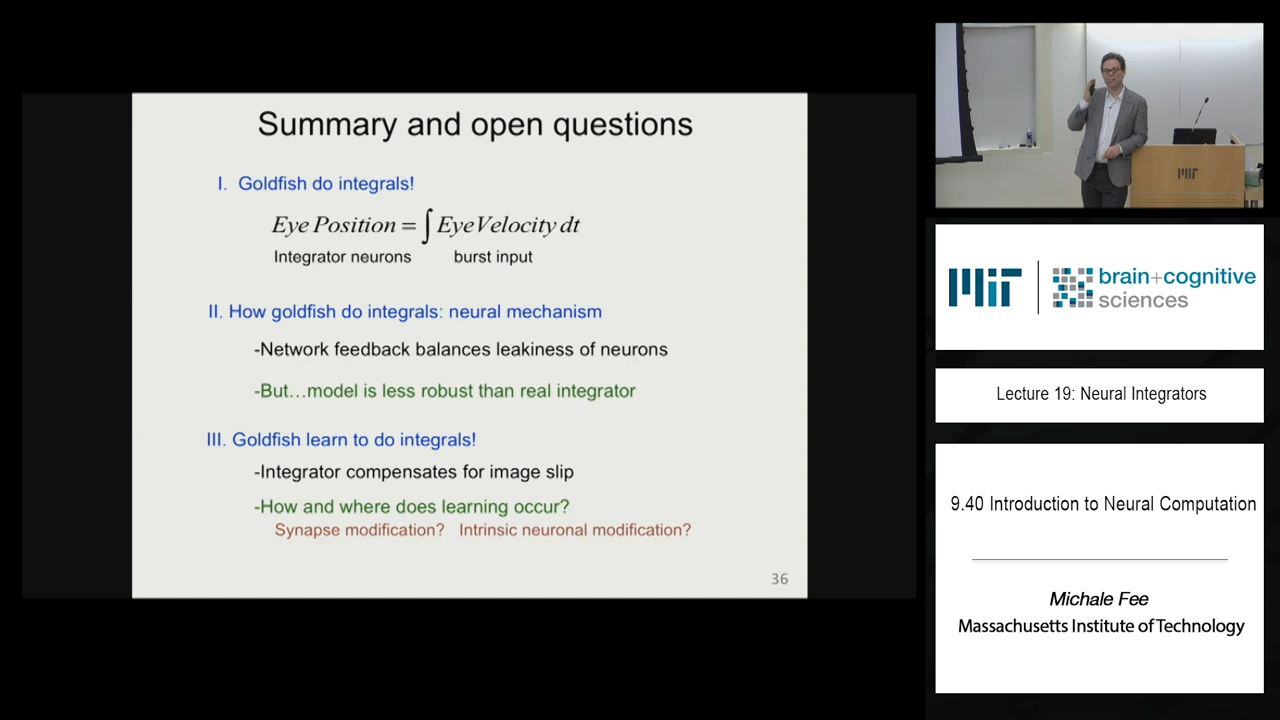 Summary and open questions
I. Goldfish do integrals!
Eye Position = ∫ Eye Velocity dt
Integrator neurons burst input
II. How goldfish do integrals: neural mechanism
-Network feedback balances leakiness of neurons
-But…model is less robust than real integrator
III. Goldfish learn to do integrals!
-Integrator compensates for image slip
-How and where does learning occur?
Synapse modification? Intrinsic neuronal modification?
36
MIT
MIT
brain+cognitive
sciences
Lecture 19: Neural Integrators
9.40 Introduction to Neural Computation
Michale Fee
Massachusetts Institute of Technology